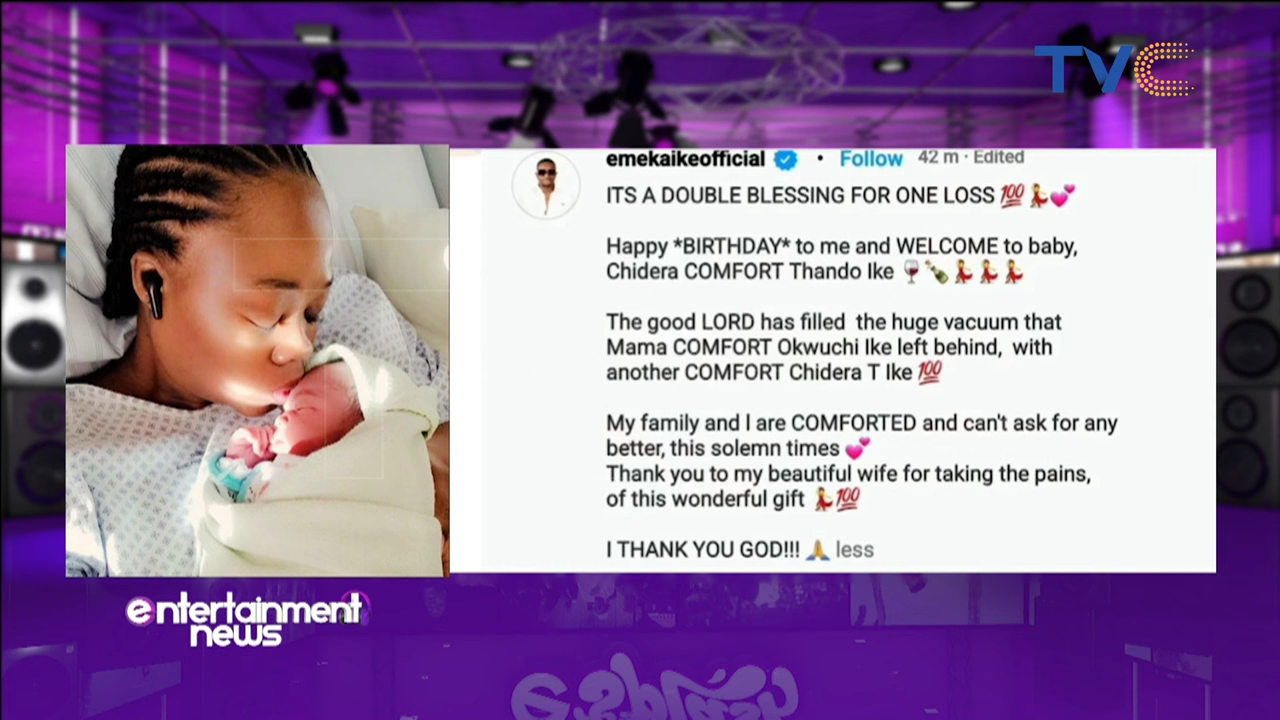 TVC
emekaikeofficial • Follow 42 m · Edited
ITS A DOUBLE BLESSING FOR ONE LOSS 💯💃💕
Happy *BIRTHDAY* to me and WELCOME to baby,
Chidera COMFORT Thando Ike 🍷🍾💃💃💃
The good LORD has filled the huge vacuum that
Mama COMFORT Okwuchi Ike left behind, with
another COMFORT Chidera T Ike 💯
My family and I are COMFORTED and can't ask for any
better, this solemn times 💕
Thank you to my beautiful wife for taking the pains,
of this wonderful gift 💃💯
I THANK YOU GOD!!! 🙏 less
entertainment
news